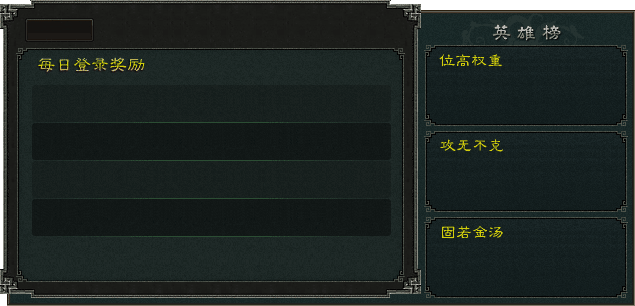 每日登录奖励
英雄榜
位高权重
攻无不克
固若金汤